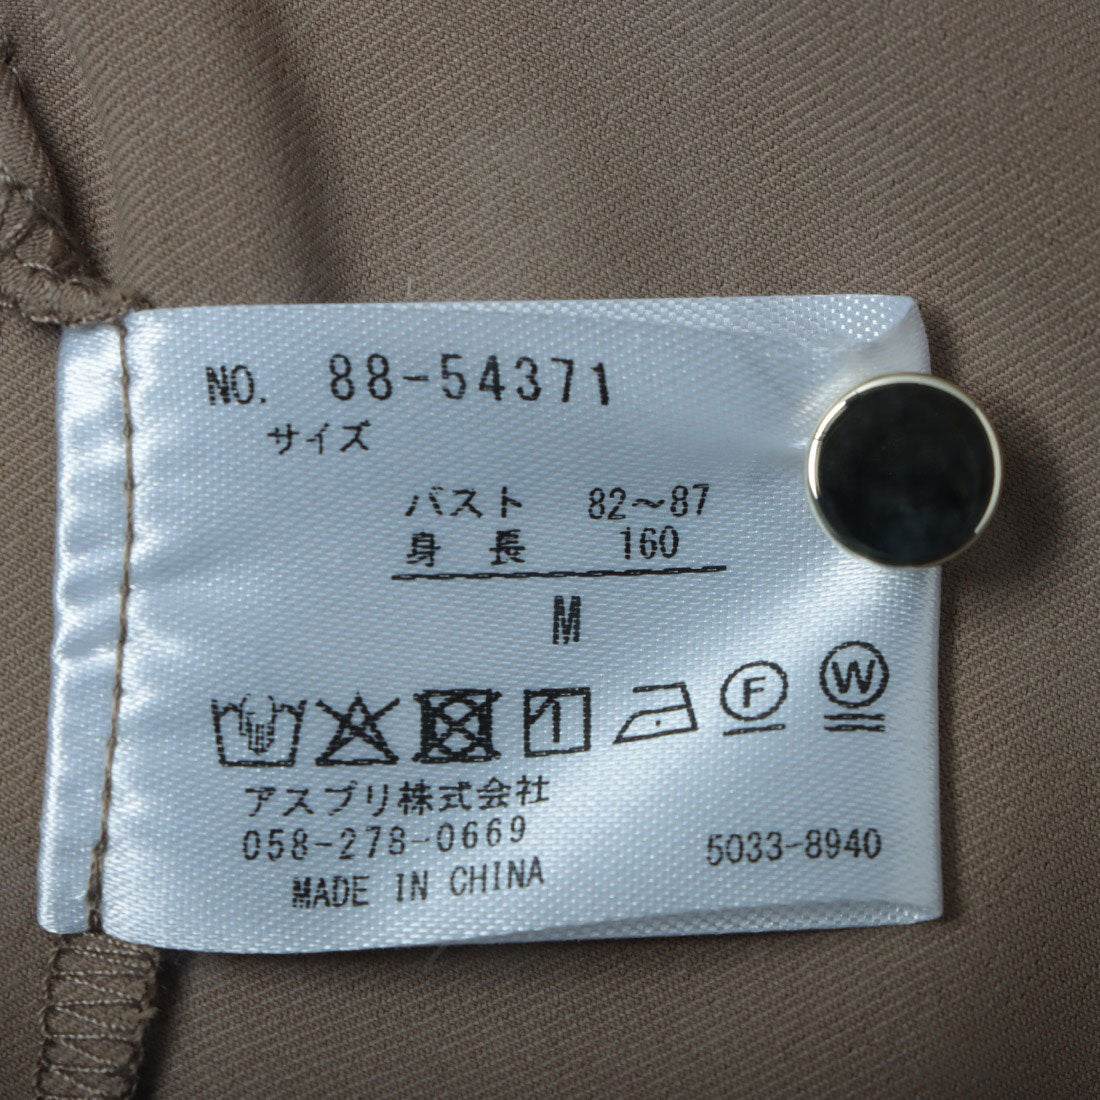 NO. 88-54371
サイズ
バスト 82～87
身 長 160
M
F W
アスプリ株式会社
058-278-0669
5033-8940
MADE IN CHINA